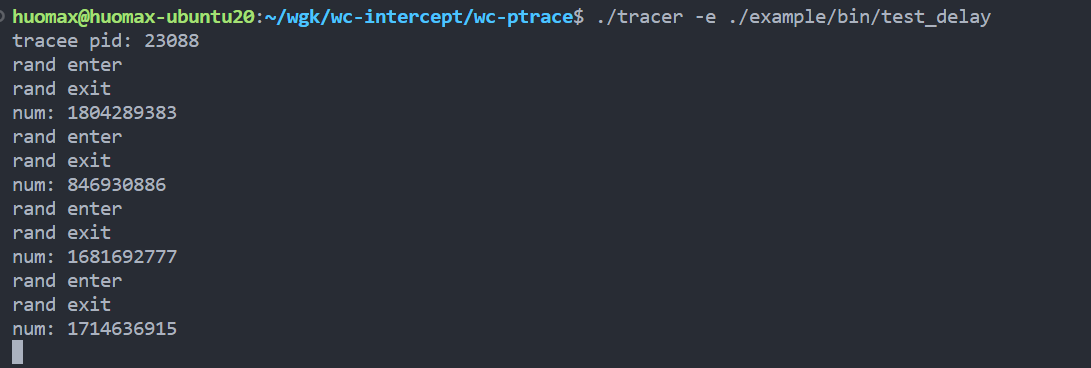 huomax@huomax-ubuntu20:~/wgk/wc-intercept/wc-ptrace$ ./tracer -e ./example/bin/test_delay
tracee pid: 23088
rand enter
rand exit
num: 1804289383
rand enter
rand exit
num: 846930886
rand enter
rand exit
num: 1681692777
rand enter
rand exit
num: 1714636915